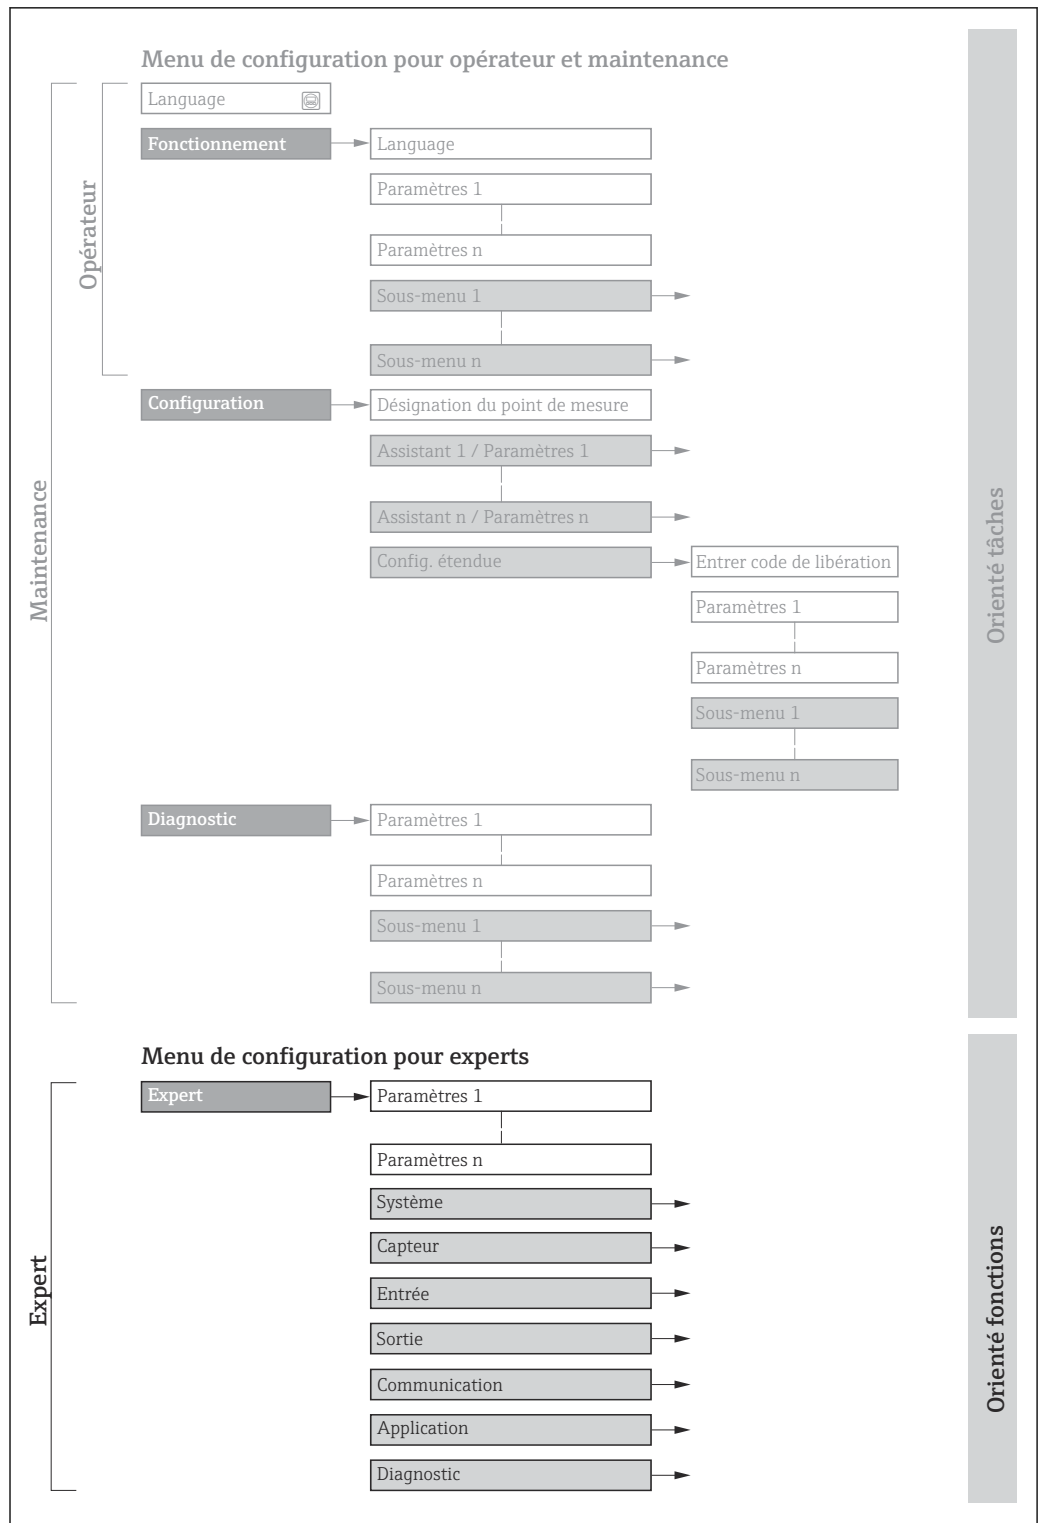 Menu de configuration pour opérateur et maintenance
Language
Fonctionnement
Language
Paramètres 1
Paramètres n
Sous-menu 1
Sous-menu n
Opérateur
Configuration
Désignation du point de mesure
Assistant 1 / Paramètres 1
Assistant n / Paramètres n
Config. étendue
Entrer code de libération
Paramètres 1
Paramètres n
Sous-menu 1
Sous-menu n
Maintenance
Orienté tâches
Diagnostic
Paramètres 1
Paramètres n
Sous-menu 1
Sous-menu n
Menu de configuration pour experts
Expert
Paramètres 1
Paramètres n
Système
Capteur
Entrée
Sortie
Communication
Application
Diagnostic
Expert
Orienté fonctions